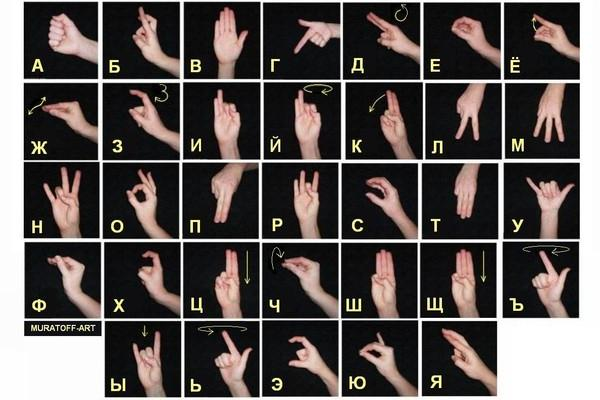 А Б В Г Д Е Ё
Ж З И Й К Л М
Н О П Р С Т У
Ф Х Ц Ч Ш Щ Ъ
MURATOFF-ART
Ы Ь Э Ю Я